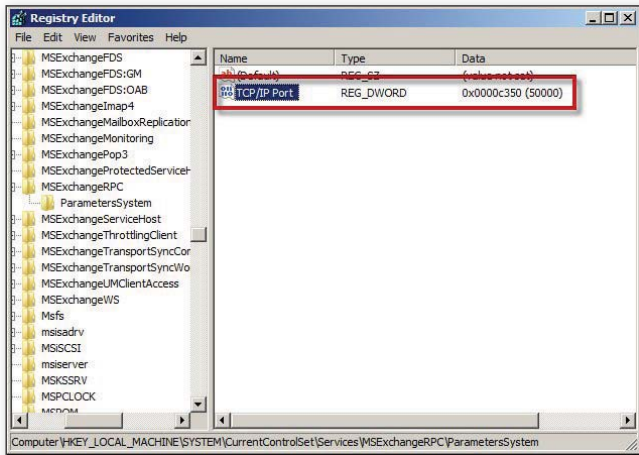 Registry Editor
File Edit View Favorites Help
MSExchangeFDS
MSExchangeFDS:GM
MSExchangeFDS:OAB
MSExchangeImap4
MSExchangeMailboxReplication
MSExchangeMonitoring
MSExchangePop3
MSExchangeProtectedServiceH
MSExchangeRPC
ParametersSystem
MSExchangeServiceHost
MSExchangeThrottlingClient
MSExchangeTransportSyncCor
MSExchangeTransportSyncWo
MSExchangeUMClientAccess
MSExchangeWS
Msfs
msisadrv
MSiSCSI
msiserver
MSKSSRV
MSPCLOCK
MSPQM
Name Type Data
(Default) REG_SZ (value not set)
TCP/IP Port REG_DWORD 0x0000c350 (50000)
Computer\HKEY_LOCAL_MACHINE\SYSTEM\CurrentControlSet\Services\MSExchangeRPC\ParametersSystem